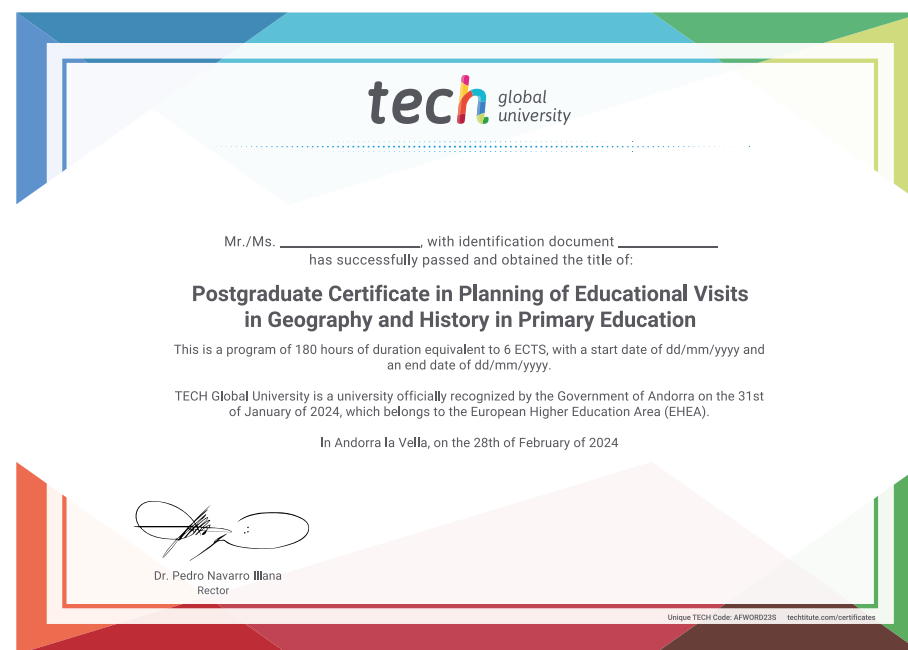 tech global
university
Mr./Ms. ____________, with identification document ____________
has successfully passed and obtained the title of:
Postgraduate Certificate in Planning of Educational Visits
in Geography and History in Primary Education
This is a program of 180 hours of duration equivalent to 6 ECTS, with a start date of dd/mm/yyyy and
an end date of dd/mm/yyyy.
TECH Global University is a university officially recognized by the Government of Andorra on the 31st
of January of 2024, which belongs to the European Higher Education Area (EHEA).
In Andorra la Vella, on the 28th of February of 2024
Dr. Pedro Navarro Illana
Rector
Unique TECH Code: AFWORD23S techtitute.com/certificates